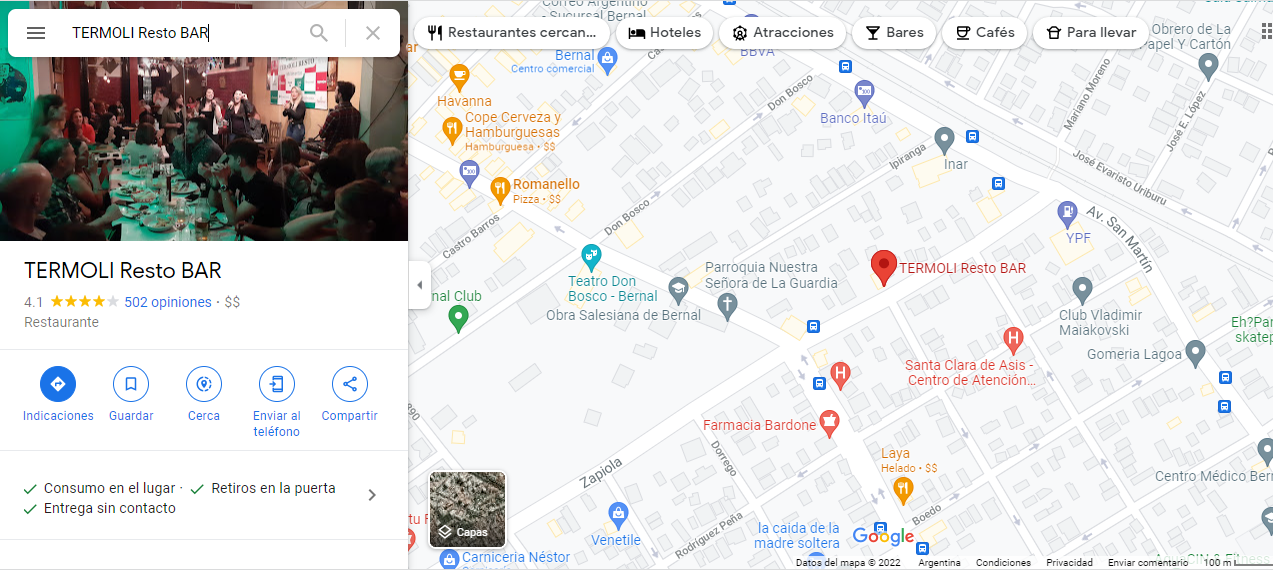 TERMOLI Resto BAR
TERMOLI RESTO
TERMOLI Resto BAR
4.1
502 opiniones · $$
Restaurante
Indicaciones
Guardar
Cerca
Enviar al
teléfono
Compartir
Consumo en el lugar ·
Retiros en la puerta
Entrega sin contacto
Restaurantes cercan...
Hoteles
Atracciones
Bares
Cafés
Para llevar
Correo Argentino
- Sucursal Bernal
Bernal
Centro comercial
BBVA
Obrero de La
Papel Y Cartón
Havanna
Cope Cerveza y
Hamburguesas
Hamburguesa · $$
Don Bosco
Banco Itaú
Mariano Moreno
José E. López
Ipiranga
Inar
José Evaristo Uriburu
Romanello
Pizza · $$
Castro Barros
Don Bosco
YPF
Av. San Martín
Teatro Don
Bosco - Bernal
Parroquia Nuestra
Señora de La Guardia
TERMOLI Resto BAR
nal Club
Obra Salesiana de Bernal
Club Vladimir
Maiakovski
Eh?Par
skatep
Gomeria Lagoa
Santa Clara de Asis -
Centro de Atención...
Farmacia Bardone
Dorrego
Laya
Helado · $$
Zapiola
Centro Médico Bern
Capas
Boedo
Rodríguez Peña
Venetile
la caida de la
madre soltera
Google
Carniceria Néstor
Datos del mapa © 2022
Argentina
Condiciones
Privacidad
Enviar comentario
100 m